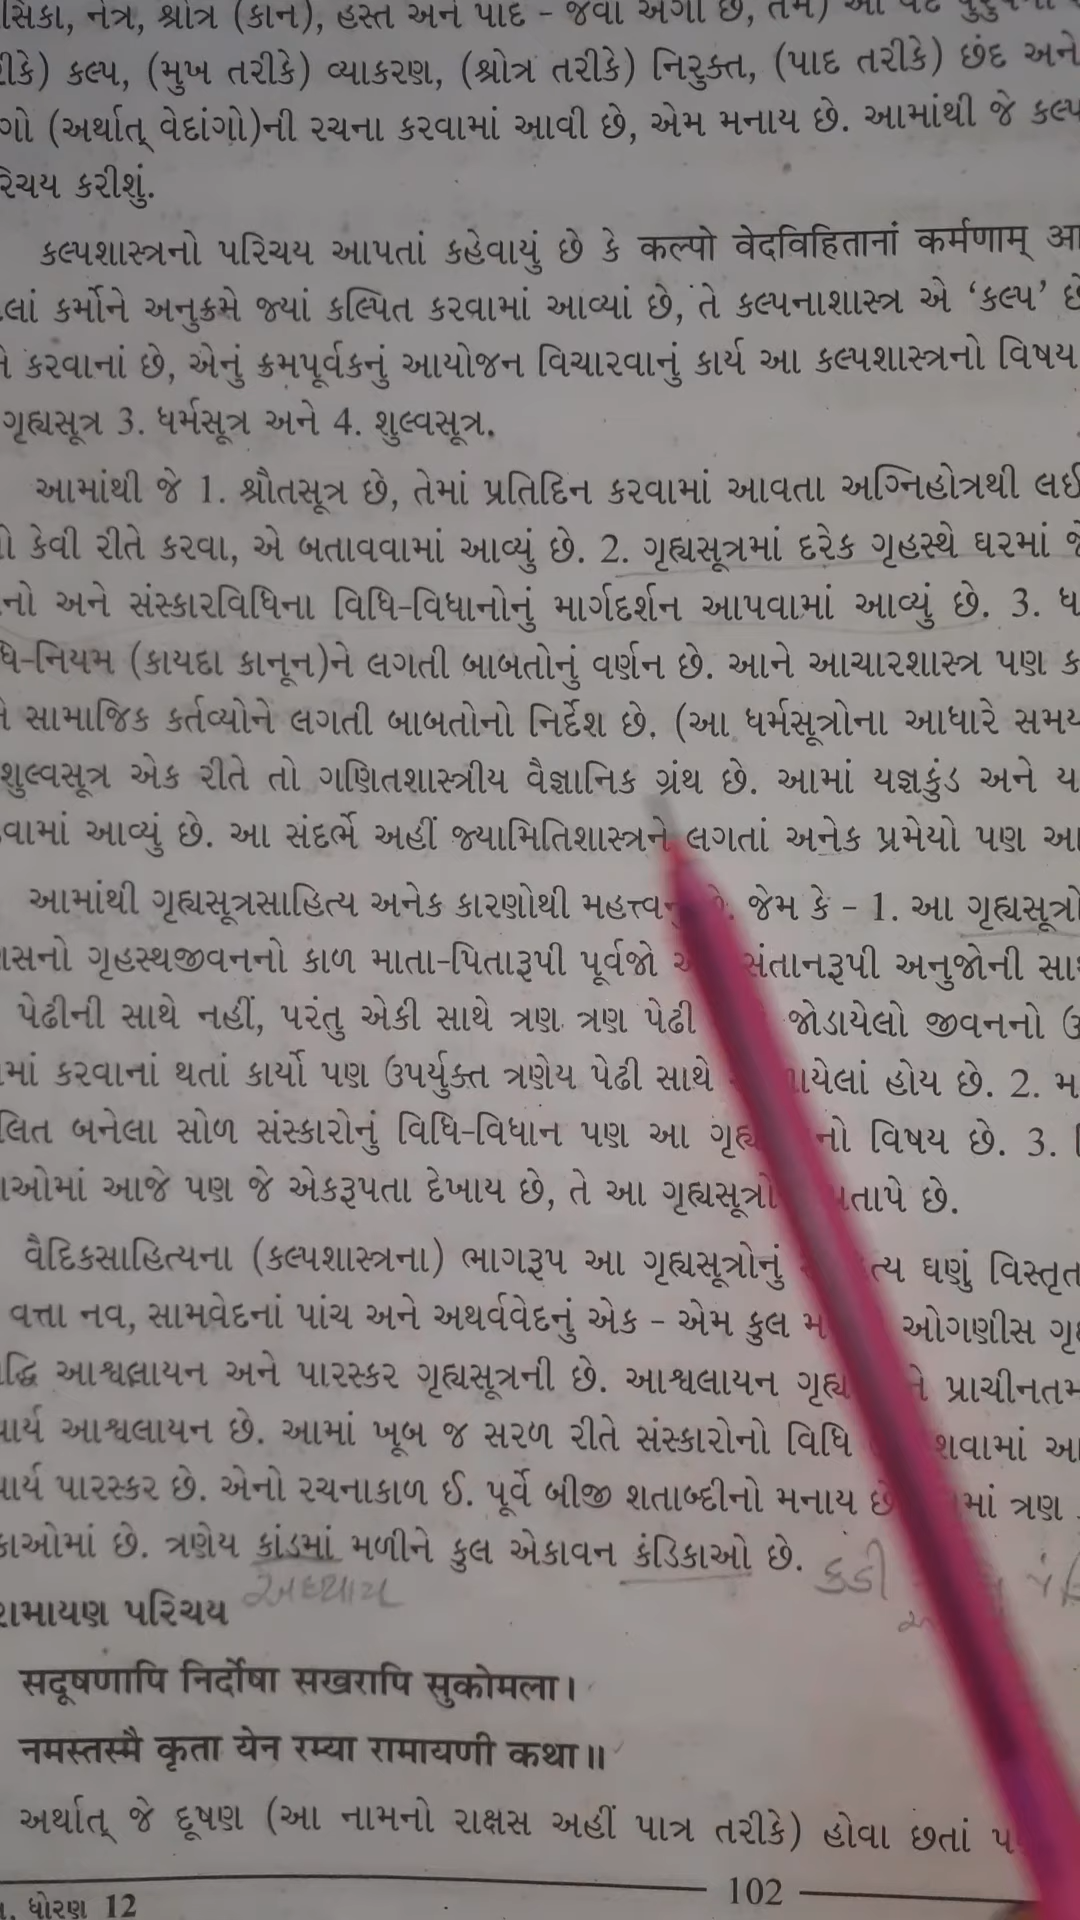 સિકા, નેત્ર, શ્રોત્ર (કાન), હસ્ત અને પાદ - જેવાં અંગો છે, તેમ) આ વેદ
કલ્પ, (મુખ તરીકે) વ્યાકરણ, (શ્રોત્ર તરીકે) નિરુક્ત, (પાદ તરીકે) છંદ અને
ગો (અર્થાત્ વેદાંગો)ની રચના કરવામાં આવી છે, એમ મનાય છે. આમાંથી જે કલ્પ
રિચય કરીશું.
કલ્પશાસ્ત્રનો પરિચય આપતાં કહેવાયું છે કે कल्पो वेदविहितानां कर्मणाम् आ
લાં કર્મોને અનુક્રમે જ્યાં કલ્પિત કરવામાં આવ્યાં છે, તે કલ્પનાશાસ્ત્ર એ ‘કલ્પ’ છે
કરવાનાં છે, એનું ક્રમપૂર્વકનું આયોજન વિચારવાનું કાર્ય આ કલ્પશાસ્ત્રનો વિષય
ગૃહ્યસૂત્ર 3. ધર્મસૂત્ર અને 4. શુલ્વસૂત્ર.
આમાંથી જે 1. શ્રૌતસૂત્ર છે, તેમાં પ્રતિદિન કરવામાં આવતા અગ્નિહોત્રથી લઈ
કેવી રીતે કરવા, એ બતાવવામાં આવ્યું છે. 2. ગૃહ્યસૂત્રમાં દરેક ગૃહસ્થે ઘરમાં જે
નો અને સંસ્કારવિધિના વિધિ-વિધાનોનું માર્ગદર્શન આપવામાં આવ્યું છે. 3. ધ
ધિ-નિયમ (કાયદા કાનૂન)ને લગતી બાબતોનું વર્ણન છે. આને આચારશાસ્ત્ર પણ ક
સામાજિક કર્તવ્યોને લગતી બાબતોનો નિર્દેશ છે. (આ ધર્મસૂત્રોના આધારે સમય
શુલ્વસૂત્ર એક રીતે તો ગણિતશાસ્ત્રીય વૈજ્ઞાનિક ગ્રંથ છે. આમાં યજ્ઞકુંડ અને ય
વામાં આવ્યું છે. આ સંદર્ભે અહીં જ્યામિતિશાસ્ત્રને લગતાં અનેક પ્રમેયો પણ આ
આમાંથી ગૃહ્યસૂત્રસાહિત્ય અનેક કારણોથી મહત્ત્વનું છે. જેમ કે - 1. આ ગૃહ્યસૂત્રો
સનો ગૃહસ્થજીવનનો કાળ માતા-પિતારૂપી પૂર્વજો સંતાનરૂપી અનુજોની સા
પેઢીની સાથે નહીં, પરંતુ એકી સાથે ત્રણ ત્રણ પેઢી જોડાયેલો જીવનનો ઉ
માં કરવાનાં થતાં કાર્યો પણ ઉપર્યુક્ત ત્રણેય પેઢી સાથે યેલાં હોય છે. 2. મ
લિત બનેલા સોળ સંસ્કારોનું વિધિ-વિધાન પણ આ ગૃહ્ય નો વિષય છે. 3.
ઓમાં આજે પણ જે એકરૂપતા દેખાય છે, તે આ ગૃહ્યસૂત્રો તાપે છે.
વૈદિકસાહિત્યના (કલ્પશાસ્ત્રના) ભાગરૂપ આ ગૃહ્યસૂત્રોનું ત્ય ઘણું વિસ્તૃત
વત્તા નવ, સામવેદનાં પાંચ અને અથર્વવેદનું એક - એમ કુલ મ ઓગણીસ ગૃ
દ્ધિ આશ્વલાયન અને પારસ્કર ગૃહ્યસૂત્રની છે. આશ્વલાયન ગૃહ્ય ને પ્રાચીનતમ
ચાર્ય આશ્વલાયન છે. આમાં ખૂબ જ સરળ રીતે સંસ્કારોનો વિધિ શવામાં આ
ચાર્ય પારસ્કર છે. એનો રચનાકાળ ઈ. પૂર્વે બીજી શતાબ્દીનો મનાય છે માં ત્રણ
કાઓમાં છે. ત્રણેય કાંડમાં મળીને કુલ એકાવન કંડિકાઓ છે. કડી
અધ્યાય
રામાયણ પરિચય
सदूषणापि निर्दोषा सखरापि सुकोमला।
नमस्तस्मै कृता येन रम्या रामायणी कथा॥
અર્થાત્ જે દૂષણ (આ નામનો રાક્ષસ અહીં પાત્ર તરીકે) હોવા છતાં પ
102
ધોરણ 12